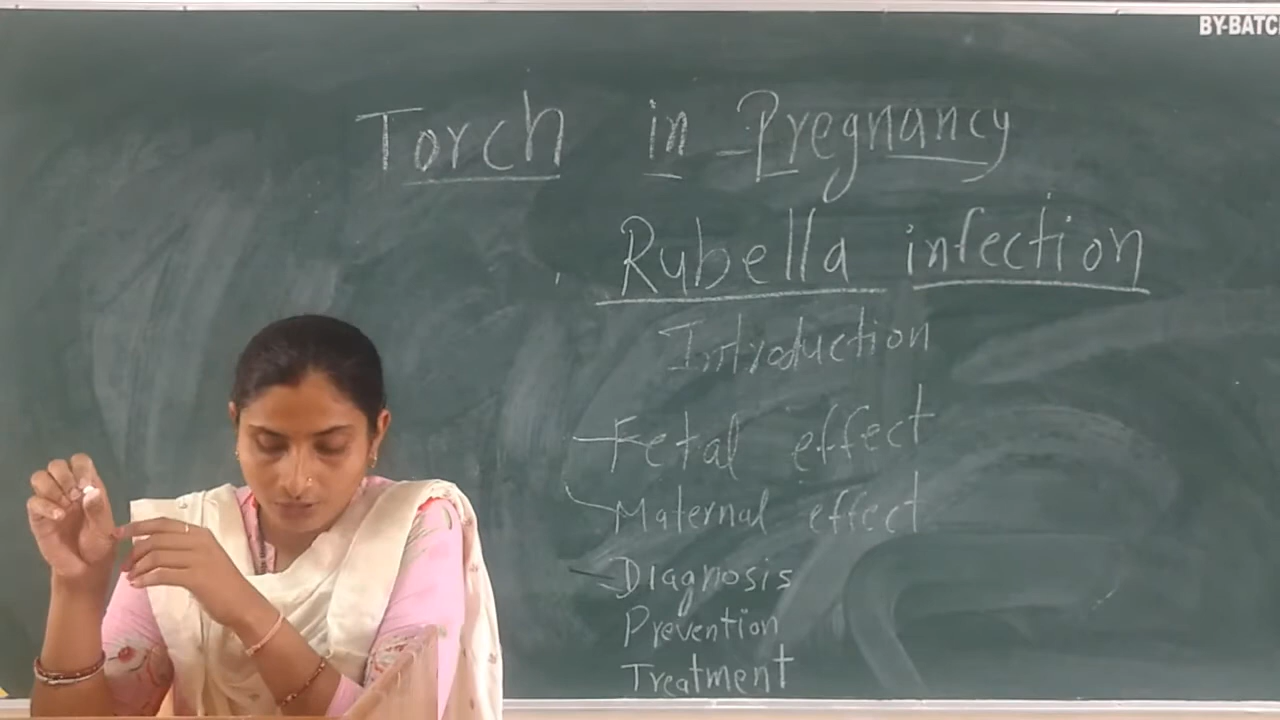 BY-BATC
Torch in Pregnancy
Rubella infection
Introduction
Fetal effect
Maternal effect
Diagnosis
Prevention
Treatment